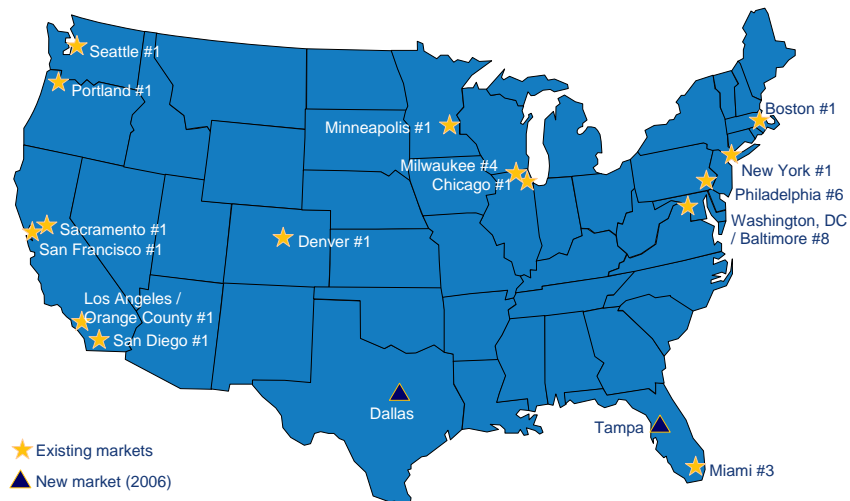 Seattle #1
Portland #1
Minneapolis #1
Boston #1
Milwaukee #4
Chicago #1
New York #1
Philadelphia #6
Washington, DC
/ Baltimore #8
Sacramento #1
San Francisco #1
Denver #1
Los Angeles /
Orange County #1
San Diego #1
Dallas
Tampa
Miami #3
Existing markets
New market (2006)